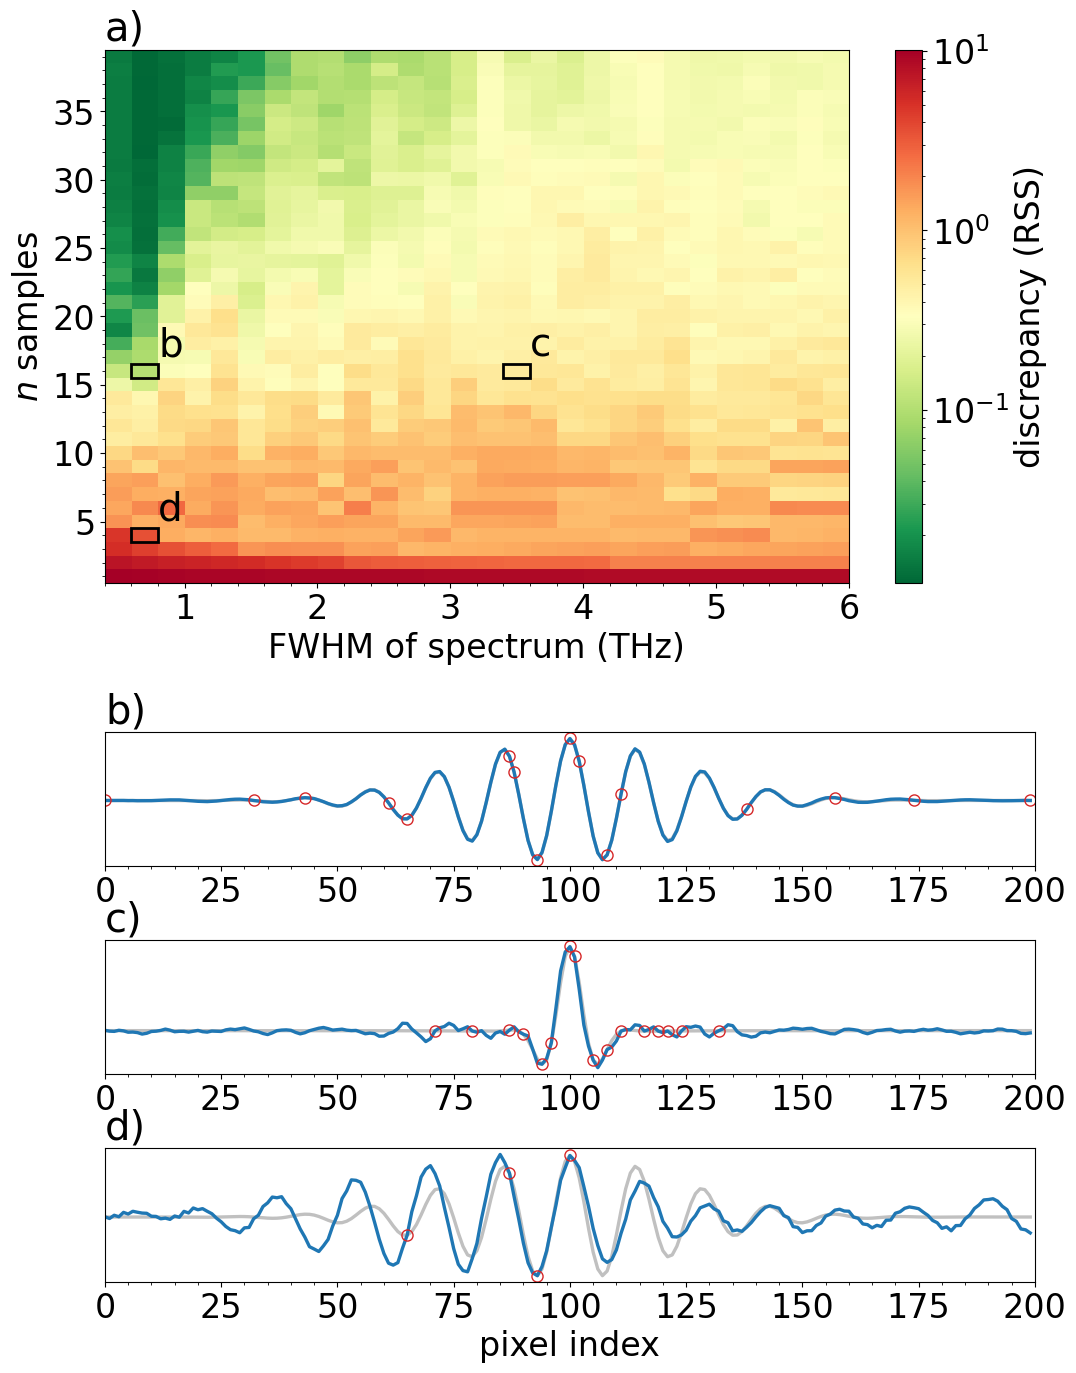 a)
35
30
25
20
15
10
5
n samples
b
c
d
1 2 3 4 5 6
FWHM of spectrum (THz)
10¹
10⁰
10⁻¹
discrepancy (RSS)
b)
0 25 50 75 100 125 150 175 200
c)
0 25 50 75 100 125 150 175 200
d)
0 25 50 75 100 125 150 175 200
pixel index